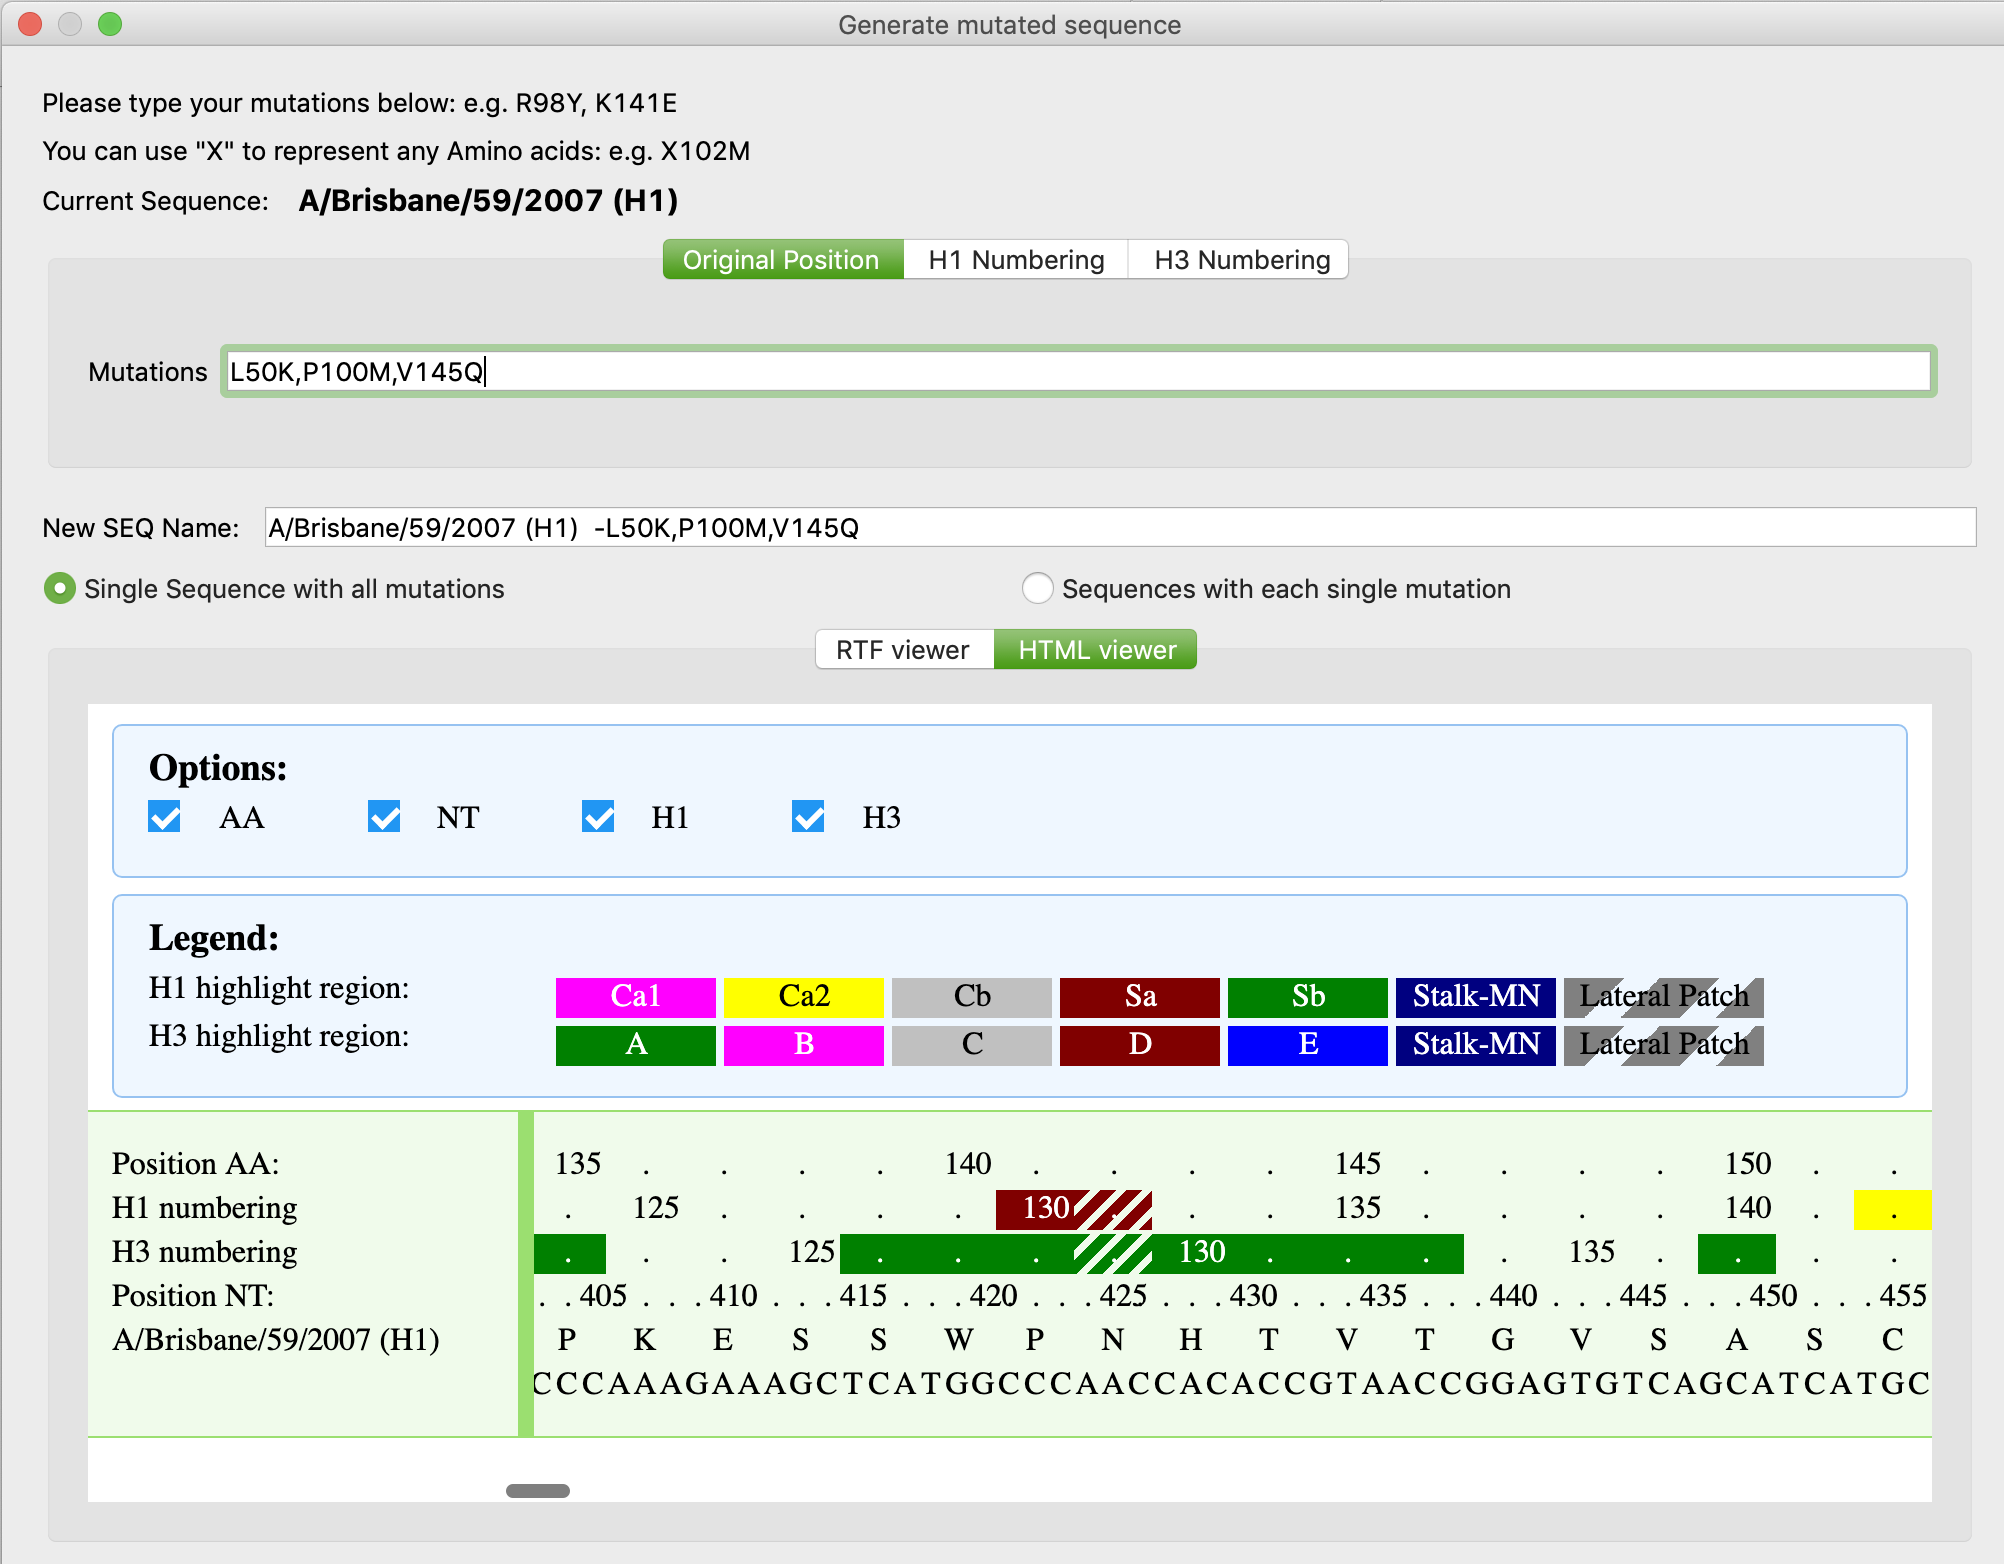 Generate mutated sequence
Please type your mutations below: e.g. R98Y, K141E
You can use "X" to represent any Amino acids: e.g. X102M
Current Sequence: A/Brisbane/59/2007 (H1)
Original Position H1 Numbering H3 Numbering
Mutations L50K,P100M,V145Q
New SEQ Name: A/Brisbane/59/2007 (H1) -L50K,P100M,V145Q
Single Sequence with all mutations Sequences with each single mutation
RTF viewer HTML viewer
Options:
AA NT H1 H3
Legend:
H1 highlight region: Ca1 Ca2 Cb Sa Sb Stalk-MN Lateral Patch
H3 highlight region: A B C D E Stalk-MN Lateral Patch
Position AA: 135 . . . . 140 . . . . 145 . . . . 150 . .
H1 numbering . 125 . . . . 130 . . . 135 . . . . 140 . .
H3 numbering . . . 125 . . . . 130 . . . . 135 . . . .
Position NT: . . 405 . . . 410 . . . 415 . . . 420 . . . 425 . . . 430 . . . 435 . . . 440 . . . 445 . . . 450 . . . 455
A/Brisbane/59/2007 (H1) P K E S S W P N H T V T G V S A S C
CCCAAAGAAAGCTCATGGCCCAACCACACCGTAACCGGAGTGTCAGCATCATGC